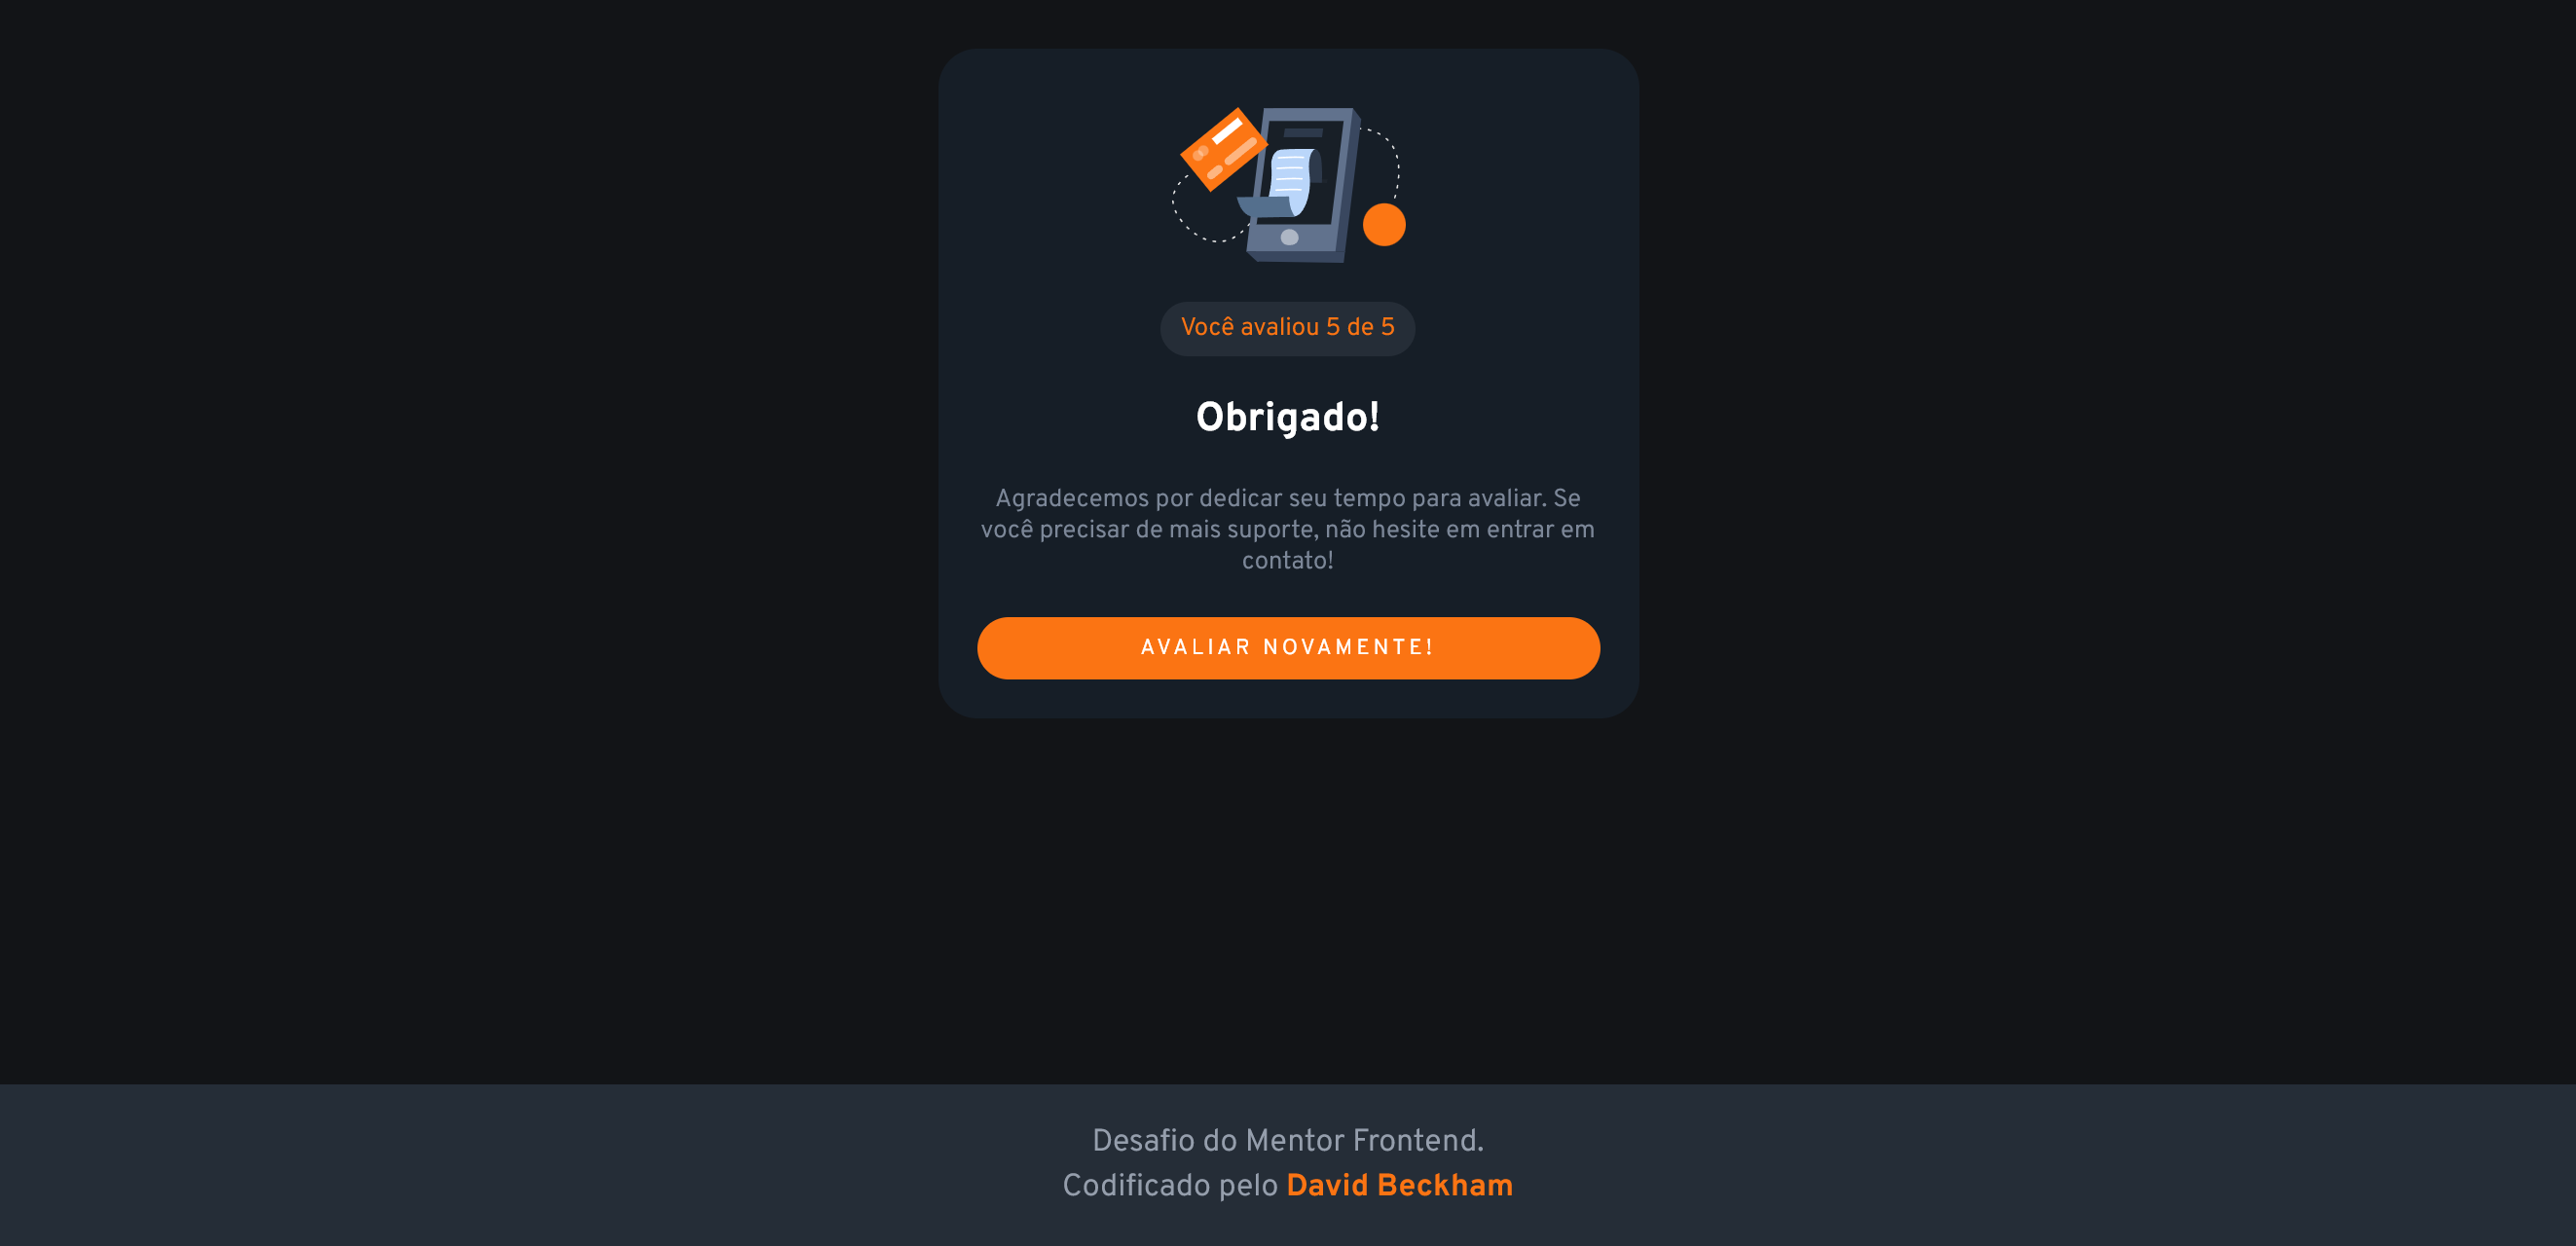 Você avaliou 5 de 5
Obrigado!
Agradecemos por dedicar seu tempo para avaliar. Se
você precisar de mais suporte, não hesite em entrar em
contato!
AVALIAR NOVAMENTE!
Desafio do Mentor Frontend.
Codificado pelo David Beckham